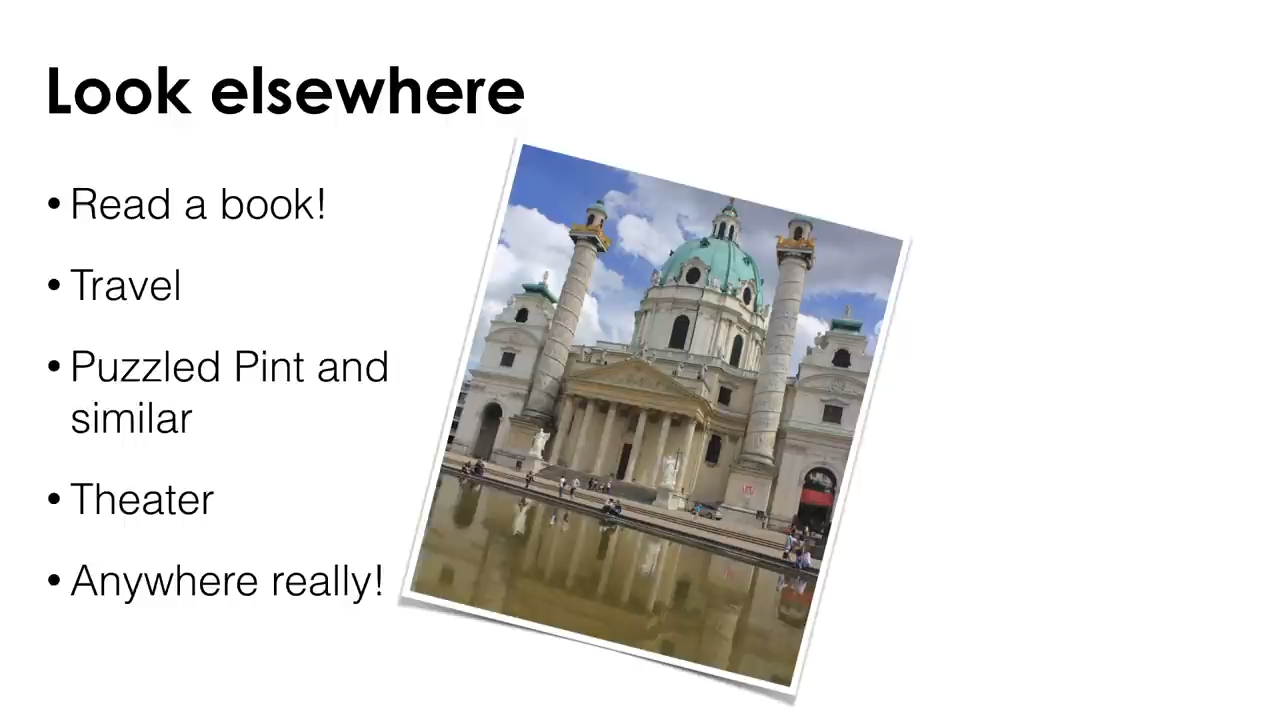 Look elsewhere
• Read a book!
• Travel
• Puzzled Pint and
similar
• Theater
• Anywhere really!